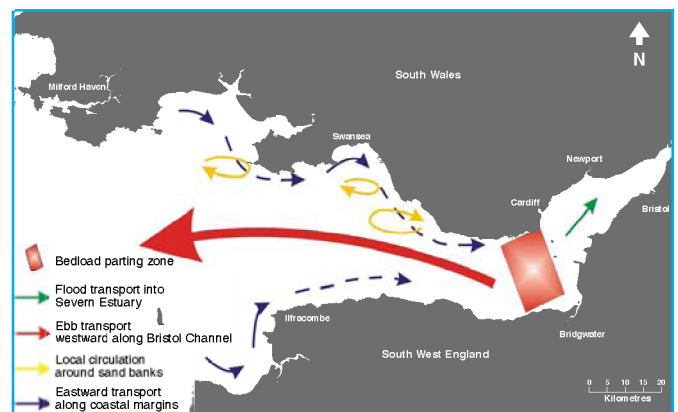 N
South Wales
Milford Haven
Swansea
Newport
Cardiff
Bristol
Bedload parting zone
Flood transport into
Severn Estuary
Ebb transport
westward along Bristol Channel
Local circulation
around sand banks
Eastward transport
along coastal margins
Ilfracombe
Bridgwater
South West England
0 5 10 15 20
Kilometres